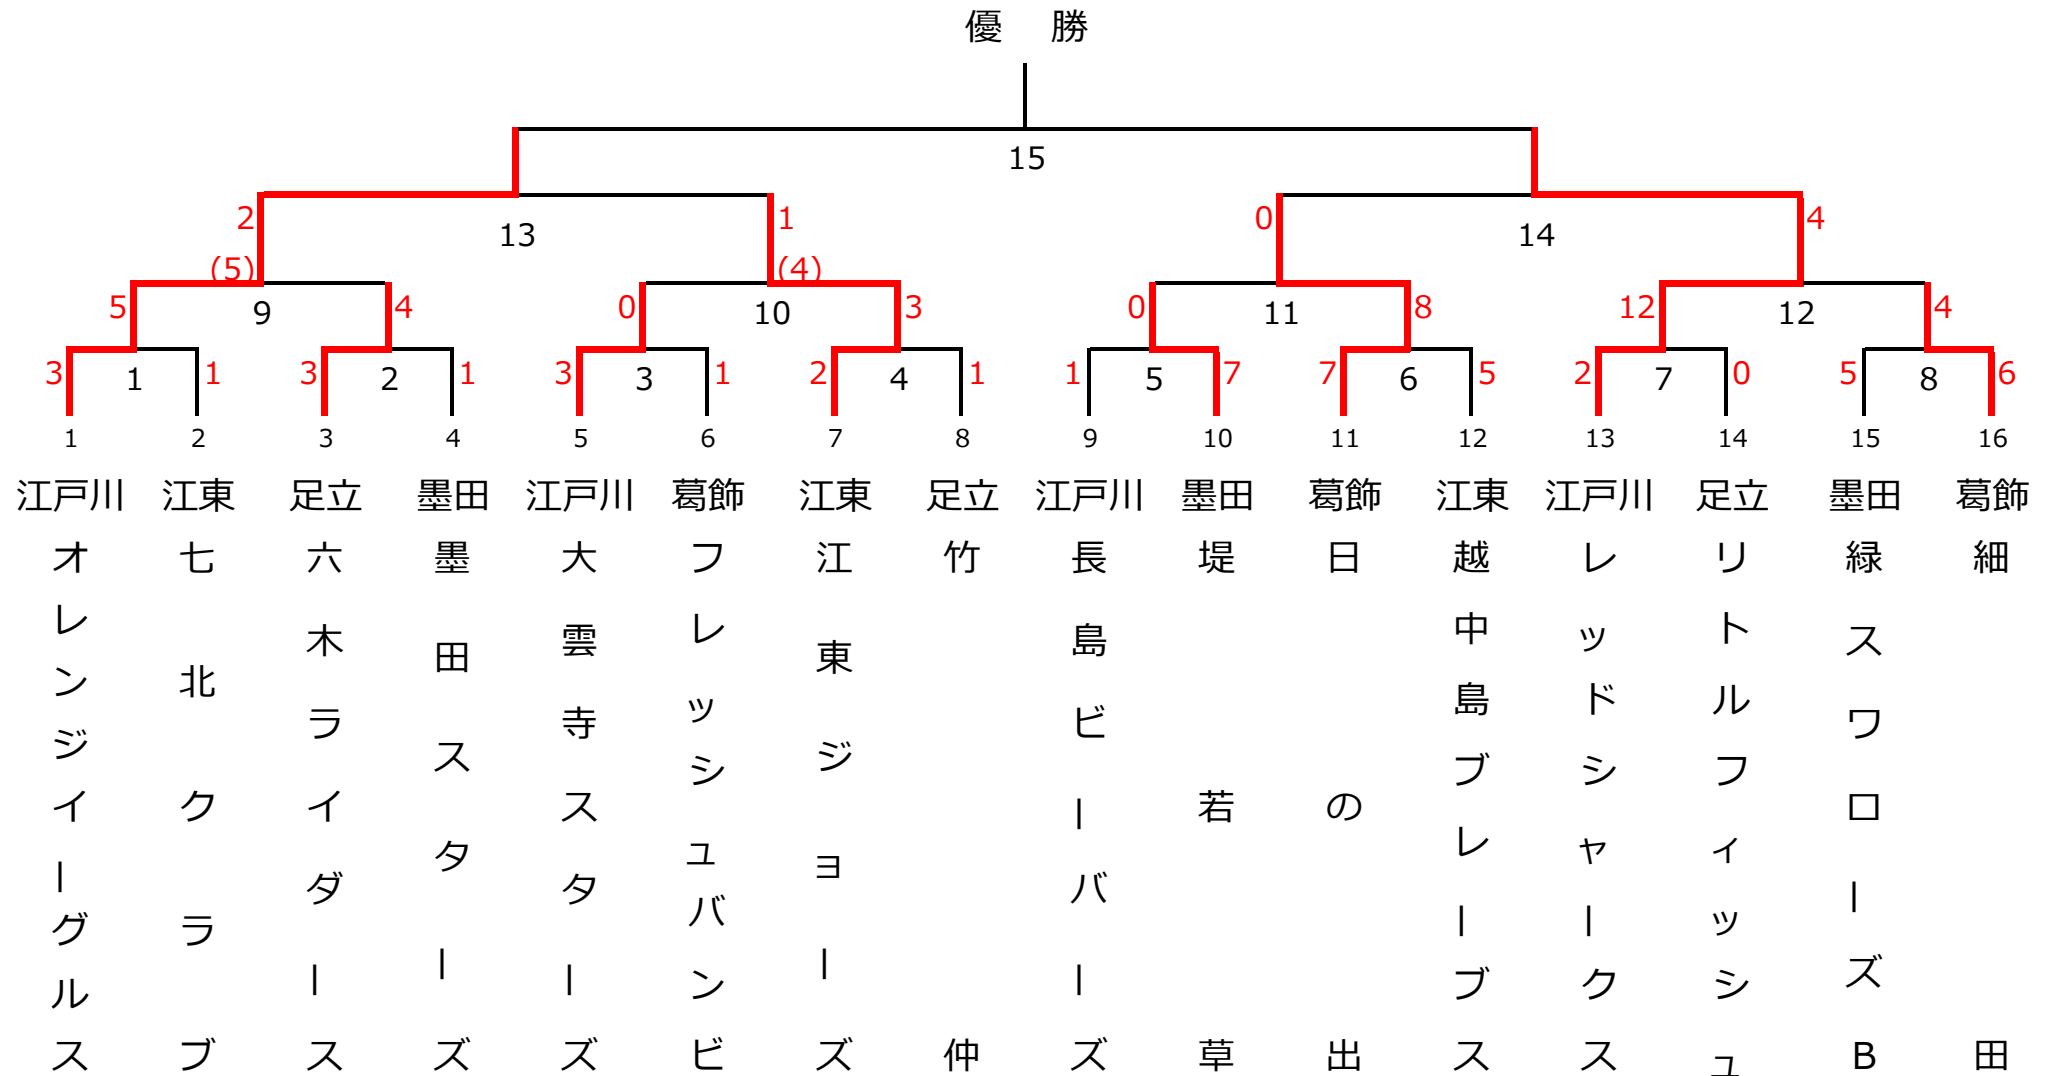 優 勝
15
2 13 1 0 14 4
(5) (4)
5 9 4 0 10 3 0 11 8 12 12 4
3 1 1 3 2 1 3 3 1 2 4 1 1 5 7 7 6 5 2 7 0 5 8 6
1 2 3 4 5 6 7 8 9 10 11 12 13 14 15 16
江戸川 江東 足立 墨田 江戸川 葛飾 江東 足立 江戸川 墨田 葛飾 江東 江戸川 足立 墨田 葛飾
オレンジイーグルス
七北クラブ
六木ライダース
墨田スターズ
大雲寺スターズ
フレッシュバンビ
江東ジョーズ
竹仲
長島ビーバーズ
堤若草
日の出
越中島ブレーブス
レッドシャークス
リトルフィッシュ
緑スワローズB
細田